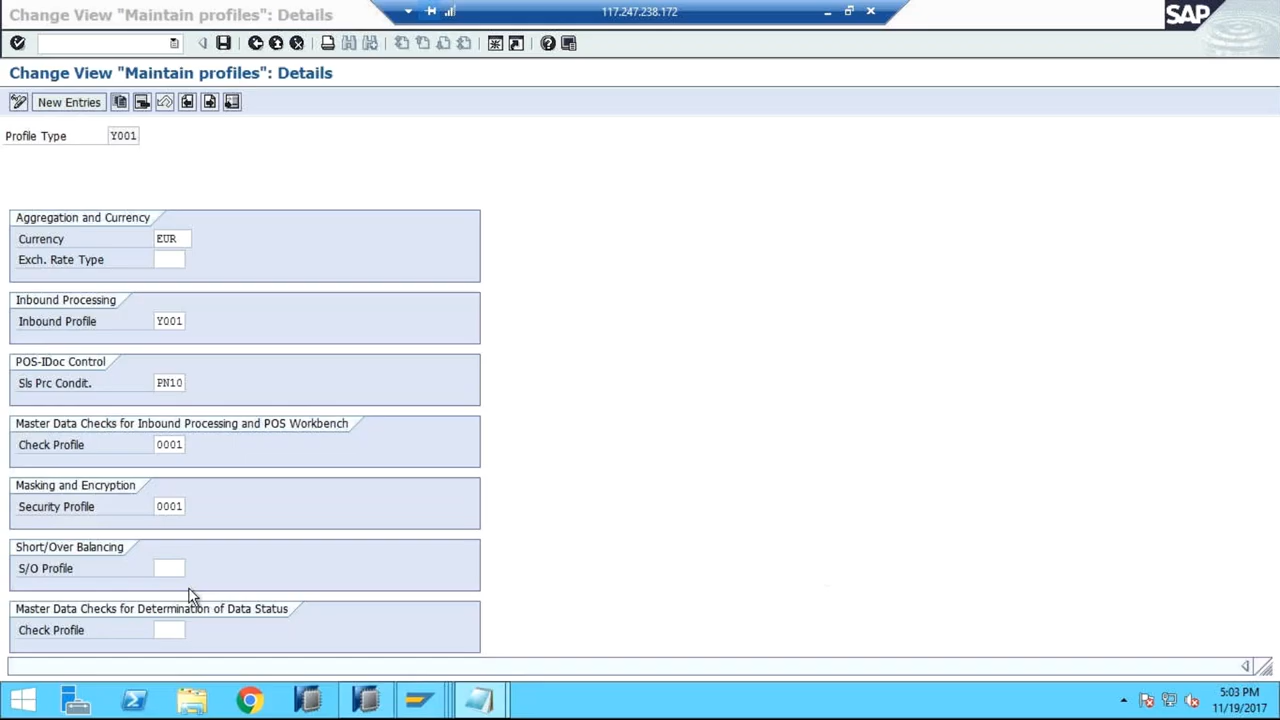 Change View "Maintain profiles": Details
117.247.238.172
SAP
Change View "Maintain profiles": Details
New Entries
Profile Type Y001
Aggregation and Currency
Currency EUR
Exch. Rate Type
Inbound Processing
Inbound Profile Y001
POS-IDoc Control
Sls Prc Condit. PN10
Master Data Checks for Inbound Processing and POS Workbench
Check Profile 0001
Masking and Encryption
Security Profile 0001
Short/Over Balancing
S/O Profile
Master Data Checks for Determination of Data Status
Check Profile
5:03 PM
11/19/2017